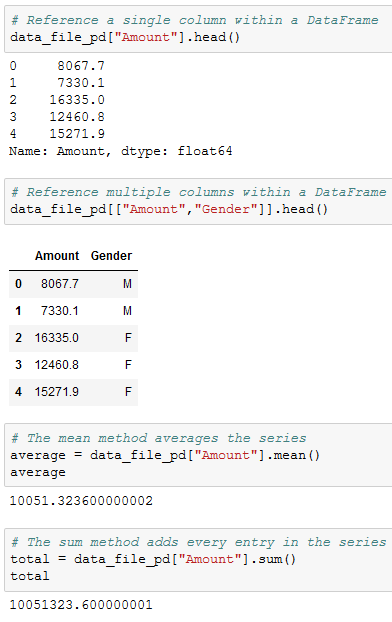 # Reference a single column within a DataFrame
data_file_pd["Amount"].head()
0 8067.7
1 7330.1
2 16335.0
3 12460.8
4 15271.9
Name: Amount, dtype: float64
# Reference multiple columns within a DataFrame
data_file_pd[["Amount","Gender"]].head()
Amount Gender
0 8067.7 M
1 7330.1 M
2 16335.0 F
3 12460.8 F
4 15271.9 F
# The mean method averages the series
average = data_file_pd["Amount"].mean()
average
10051.323600000002
# The sum method adds every entry in the series
total = data_file_pd["Amount"].sum()
total
10051323.600000001